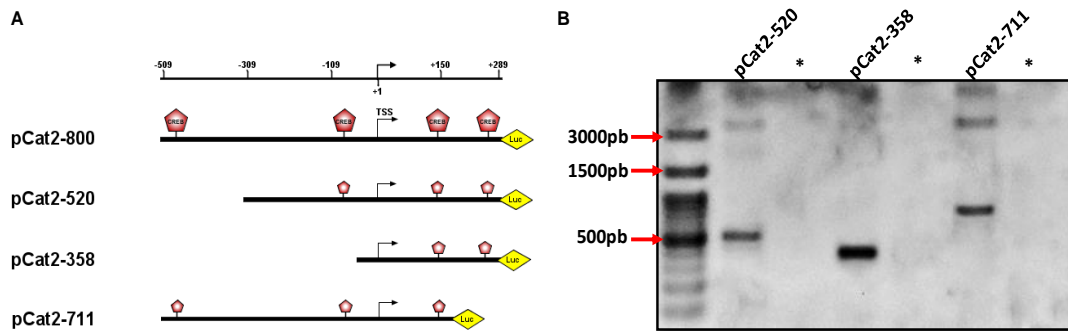 A
-509 -309 -109 +150 +289
+1
TSS
pCat2-800 CREB CREB CREB CREB Luc
pCat2-520 Luc
pCat2-358 Luc
pCat2-711 Luc
B
pCat2-520 * pCat2-358 * pCat2-711 *
3000pb
1500pb
500pb